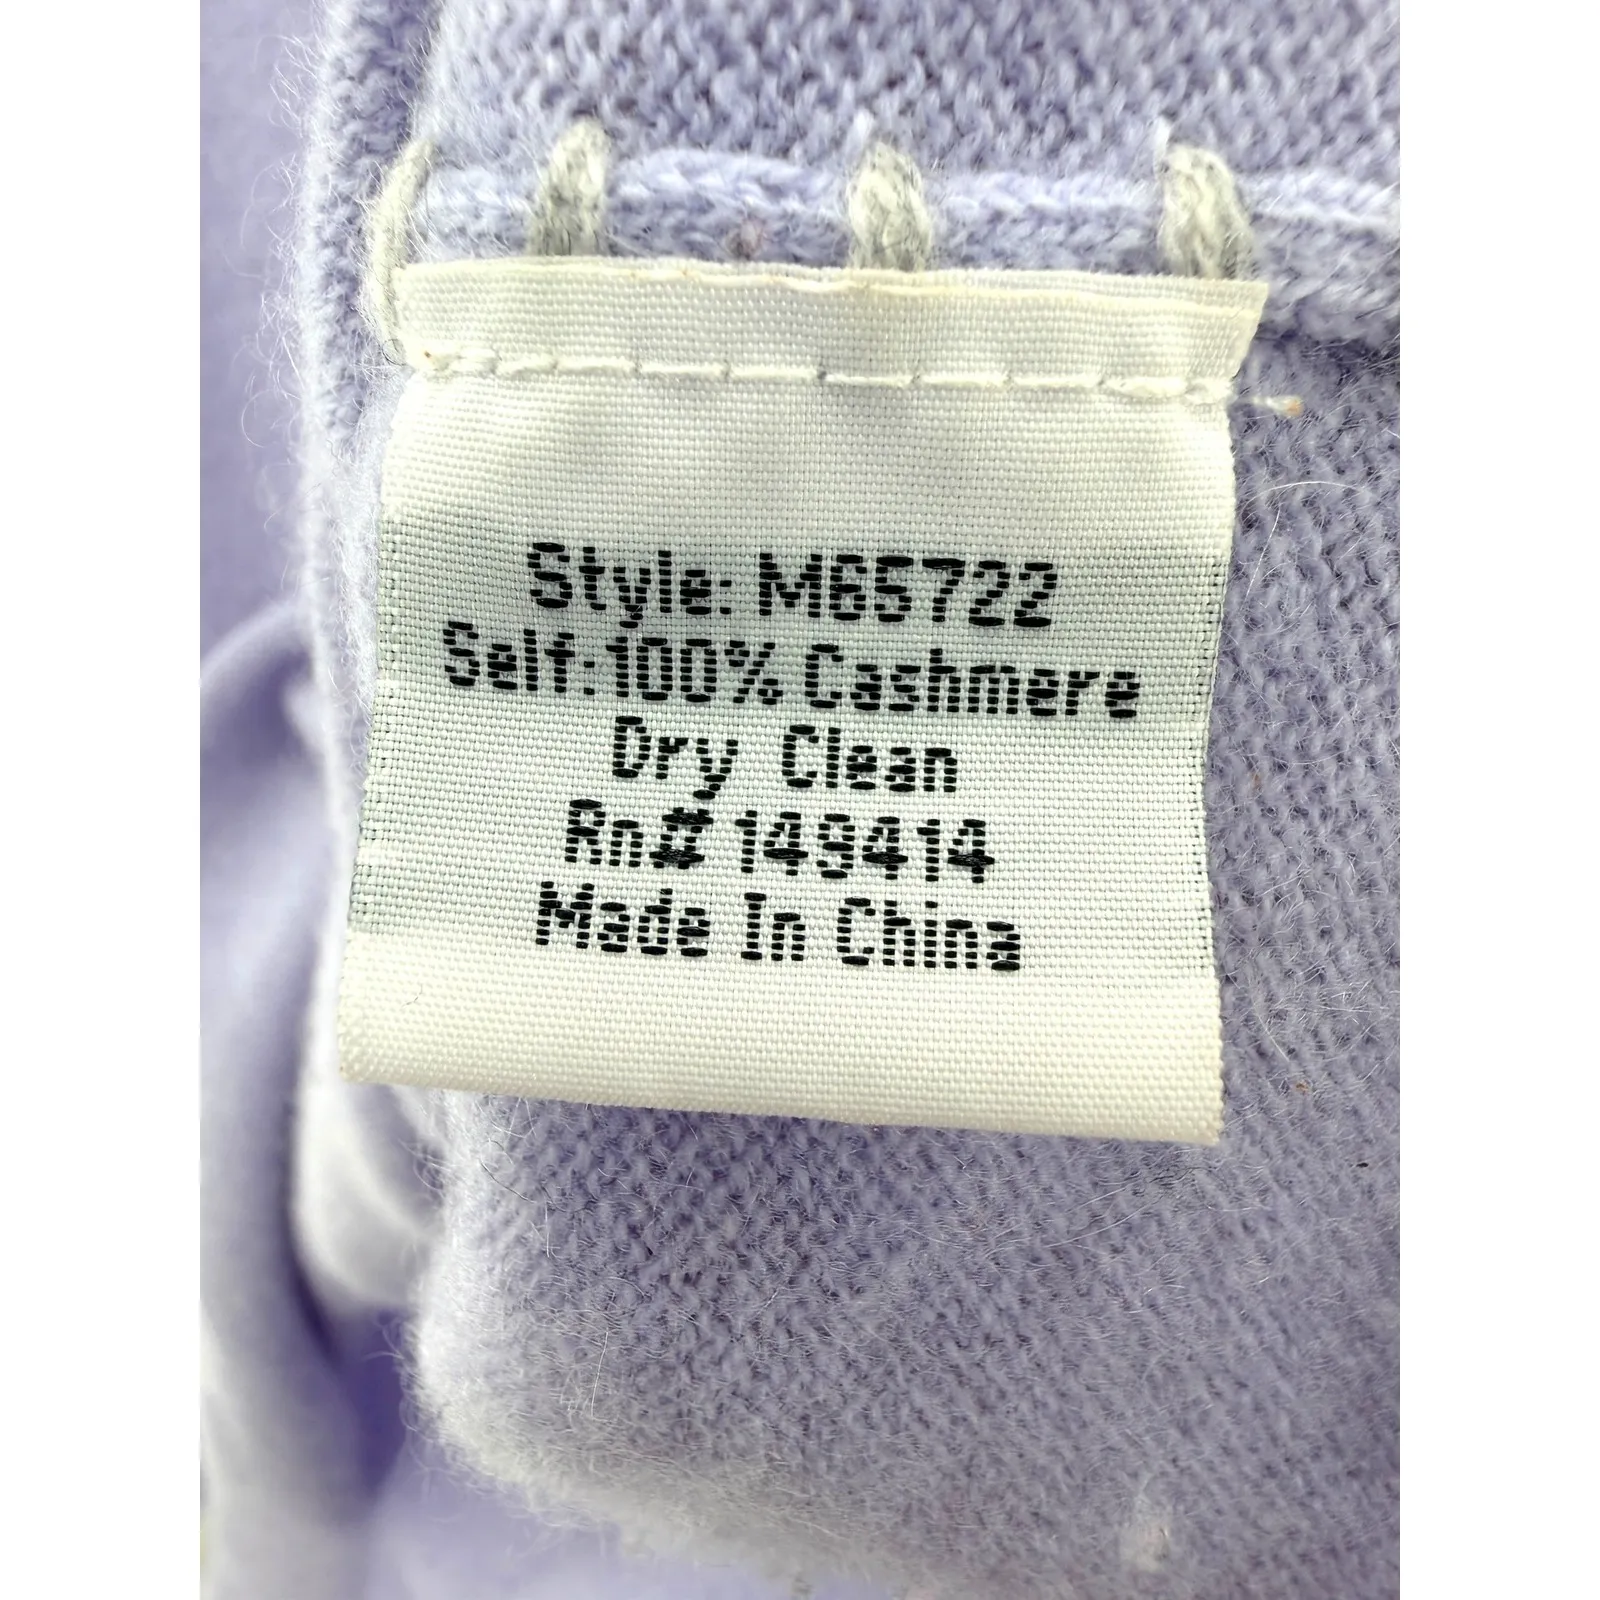 Style: M65722
Self:100% Cashmere
Dry Clean
Rn# 149414
Made In China